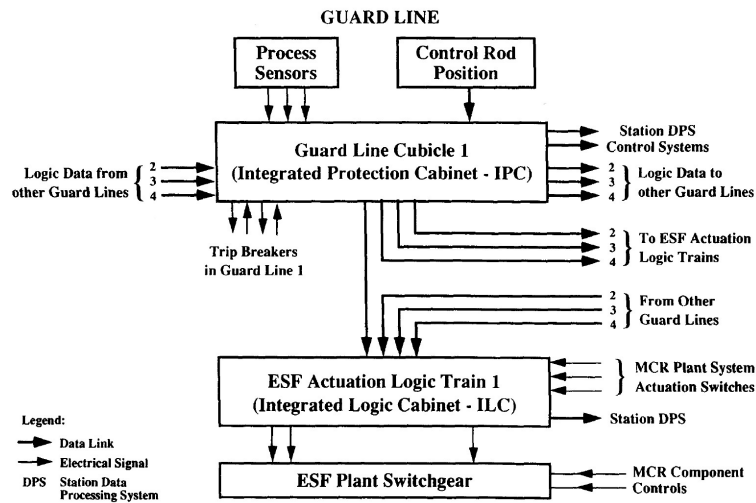 GUARD LINE
Process
Sensors
Control Rod
Position
Guard Line Cubicle 1
(Integrated Protection Cabinet - IPC)
Station DPS
Control Systems
Logic Data from
other Guard Lines
2
3
4
2
3
4
Logic Data to
other Guard Lines
Trip Breakers
in Guard Line 1
2
3
4
To ESF Actuation
Logic Trains
2
3
4
From Other
Guard Lines
ESF Actuation Logic Train 1
(Integrated Logic Cabinet - ILC)
MCR Plant System
Actuation Switches
Station DPS
Legend:
Data Link
Electrical Signal
DPS Station Data
Processing System
ESF Plant Switchgear
MCR Component
Controls